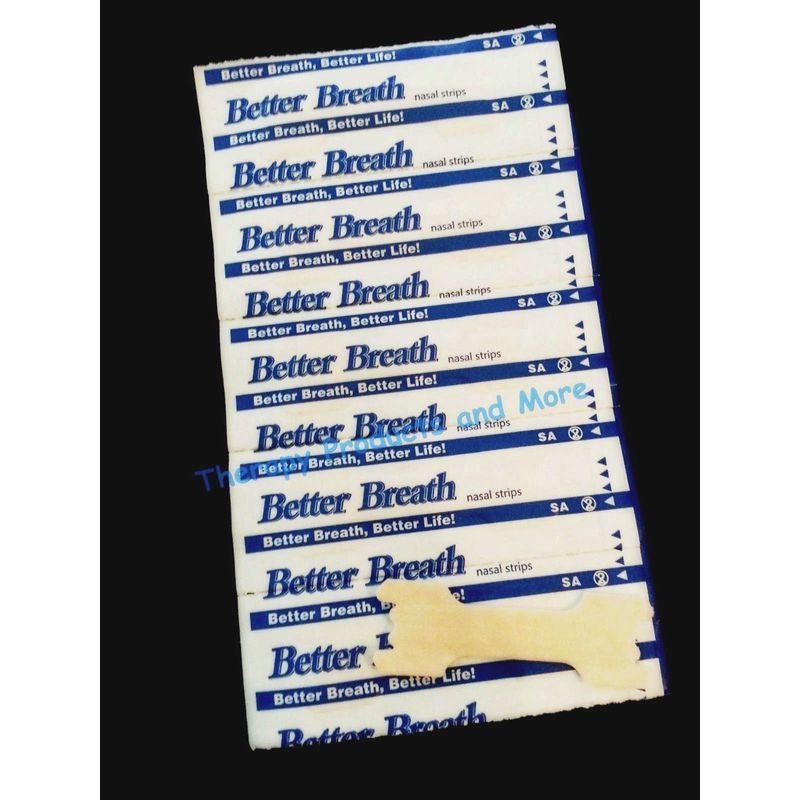 Better Breath, Better Life! SA
Better Breath nasal strips
Better Breath, Better Life! SA
Better Breath nasal strips
Better Breath, Better Life! SA
Better Breath nasal strips
Better Breath, Better Life! SA
Better Breath nasal strips
Better Breath, Better Life! SA
Better Breath nasal strips
Better Breath, Better Life! SA
Better Breath nasal strips
Therapy Products and More
Better Breath, Better Life! SA
Better Breath nasal strips
Better Breath, Better Life! SA
Better Breath nasal strips
Better Breath, SA
Better
Better Breath, Better Life!
Better Breath